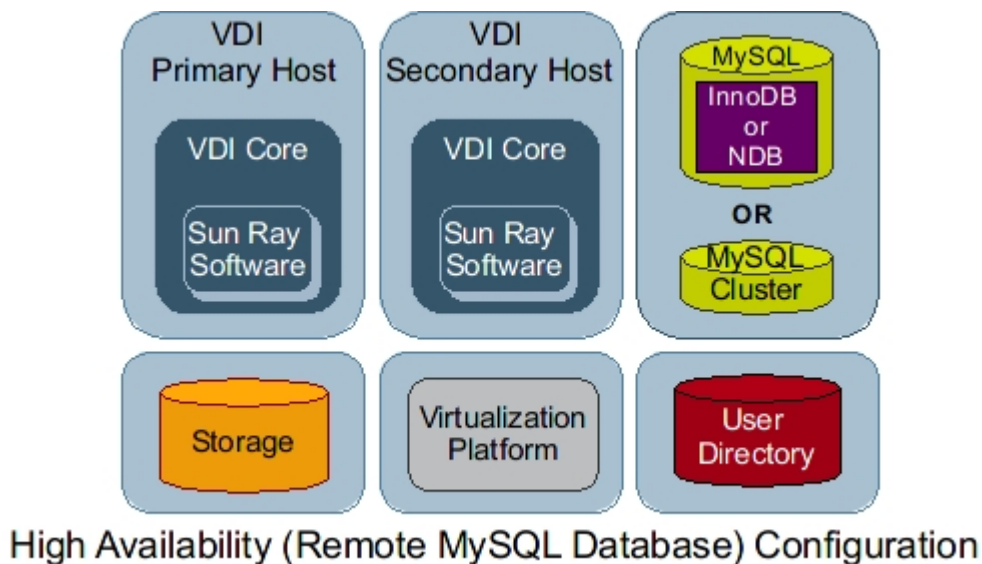 VDI
Primary Host
VDI Core
Sun Ray
Software
VDI
Secondary Host
VDI Core
Sun Ray
Software
MySQL
InnoDB
or
NDB
OR
MySQL
Cluster
Storage
Virtualization
Platform
User
Directory
High Availability (Remote MySQL Database) Configuration